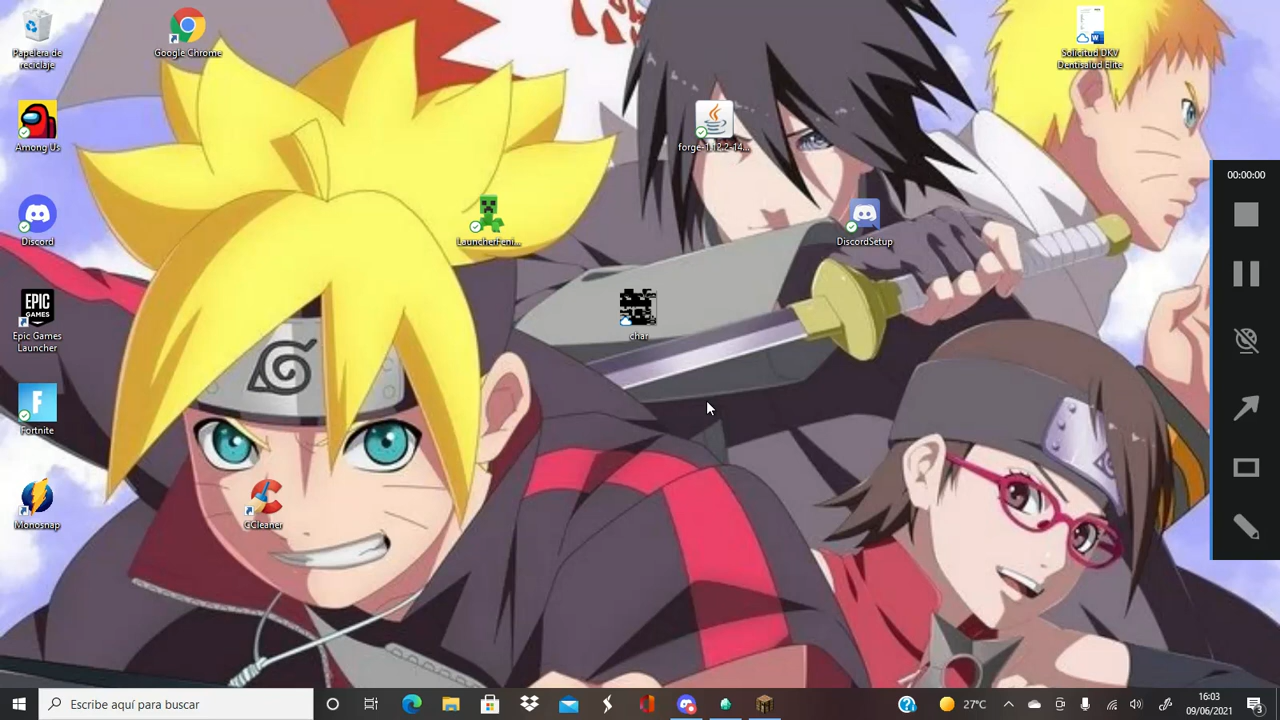 Papelera de
reciclaje
Google Chrome
Solicitud DKV
Dentisalud Elite
Among Us
forge-1.12.2-14...
00:00:00
Discord
LauncherFeni...
DiscordSetup
EPIC
GAMES
Epic Games
Launcher
char
F
Fortnite
Monosnap
CCleaner
Escribe aquí para buscar
27°C
16:03
09/06/2021
3